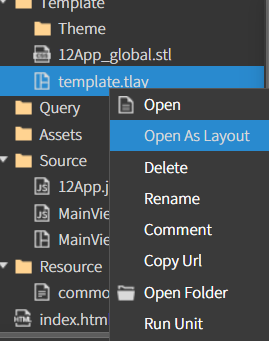 Template
Theme
12App_global.stl
template.tlay
Query
Assets
Source
12App.j
MainVie
MainVie
Resource
commo
index.htm
Open
Open As Layout
Delete
Rename
Comment
Copy Url
Open Folder
Run Unit